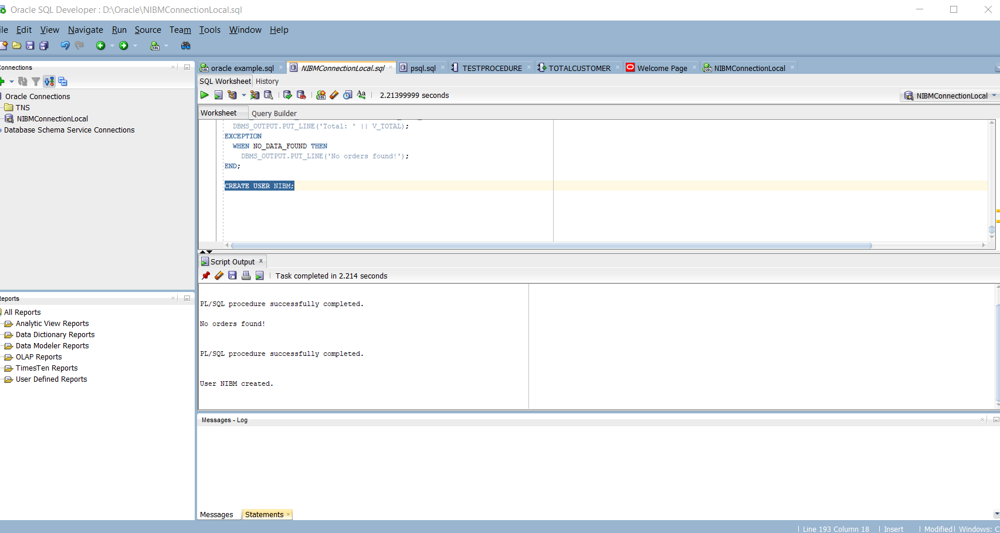 Oracle SQL Developer : D:\Oracle\NIBMConnectionLocal.sql
ile Edit View Navigate Run Source Team Tools Window Help
onnections
Oracle Connections
TNS
NIBMConnectionLocal
Database Schema Service Connections
eports
All Reports
Analytic View Reports
Data Dictionary Reports
Data Modeler Reports
OLAP Reports
TimesTen Reports
User Defined Reports
oracle example.sql NIBMConnectionLocal.sql psql.sql TESTPROCEDURE TOTALCUSTOMER Welcome Page NIBMConnectionLocal
SQL Worksheet History
2.21399999 seconds
NIBMConnectionLocal
Worksheet Query Builder
DBMS_OUTPUT.PUT_LINE('Total: ' || V_TOTAL);
EXCEPTION
WHEN NO_DATA_FOUND THEN
DBMS_OUTPUT.PUT_LINE('No orders found!');
END;
CREATE USER NIBM;
Script Output
Task completed in 2.214 seconds
PL/SQL procedure successfully completed.
No orders found!
PL/SQL procedure successfully completed.
User NIBM created.
Messages - Log
Messages Statements
Line 193 Column 18 Insert Modified Windows: C